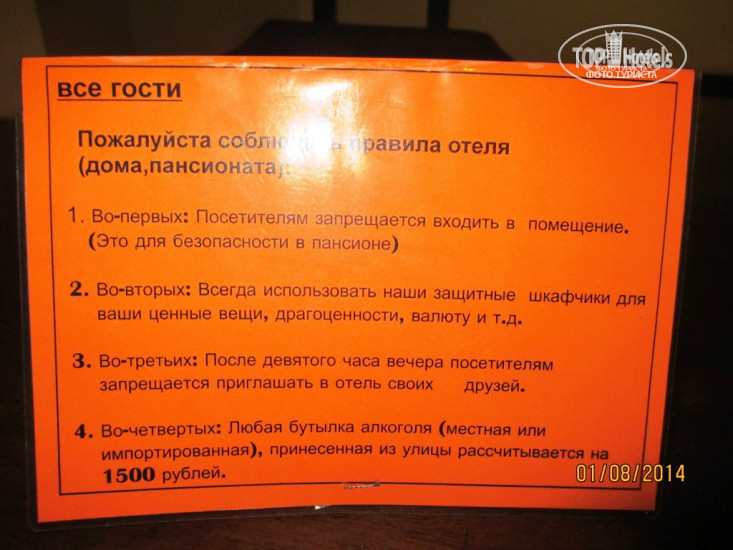 TOP Hotels
ФОТО ТУРИСТА
все гости
Пожалуйста правила отеля
(дома,пансионата):
1. Во-первых: Посетителям запрещается входить в помещение.
(Это для безопасности в пансионе)
2. Во-вторых: Всегда использовать наши защитные шкафчики для
ваши ценные вещи, драгоценности, валюту и т.д.
3. Во-третьих: После девятого часа вечера посетителям
запрещается приглашать в отель своих друзей.
4. Во-четвертых: Любая бутылка алкоголя (местная или
импортированная), принесенная из улицы рассчитывается на
1500 рублей.
01/08/2014